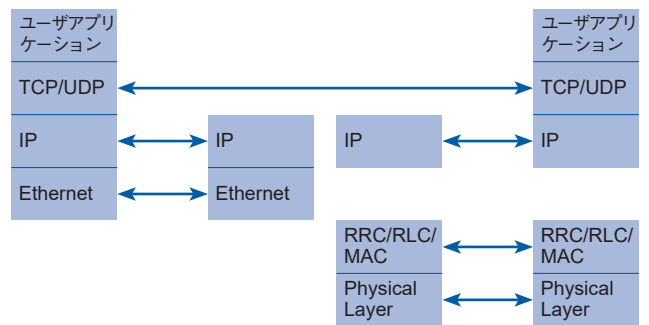 ユーザアプリ
ケーション
ユーザアプリ
ケーション
TCP/UDP
TCP/UDP
IP
IP
IP
IP
Ethernet
Ethernet
RRC/RLC/
MAC
RRC/RLC/
MAC
Physical
Layer
Physical
Layer